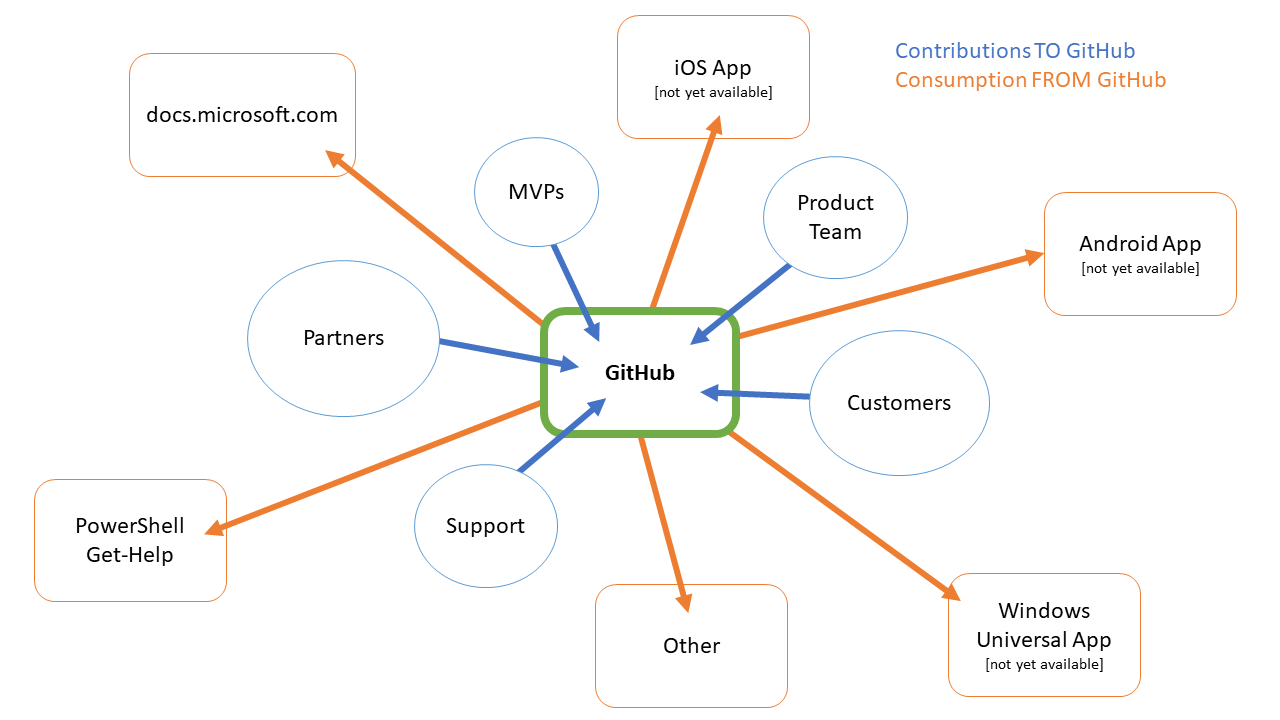 Contributions TO GitHub
Consumption FROM GitHub
iOS App
[not yet available]
docs.microsoft.com
MVPs
Product
Team
Android App
[not yet available]
Partners
GitHub
Customers
PowerShell
Get-Help
Support
Other
Windows
Universal App
[not yet available]